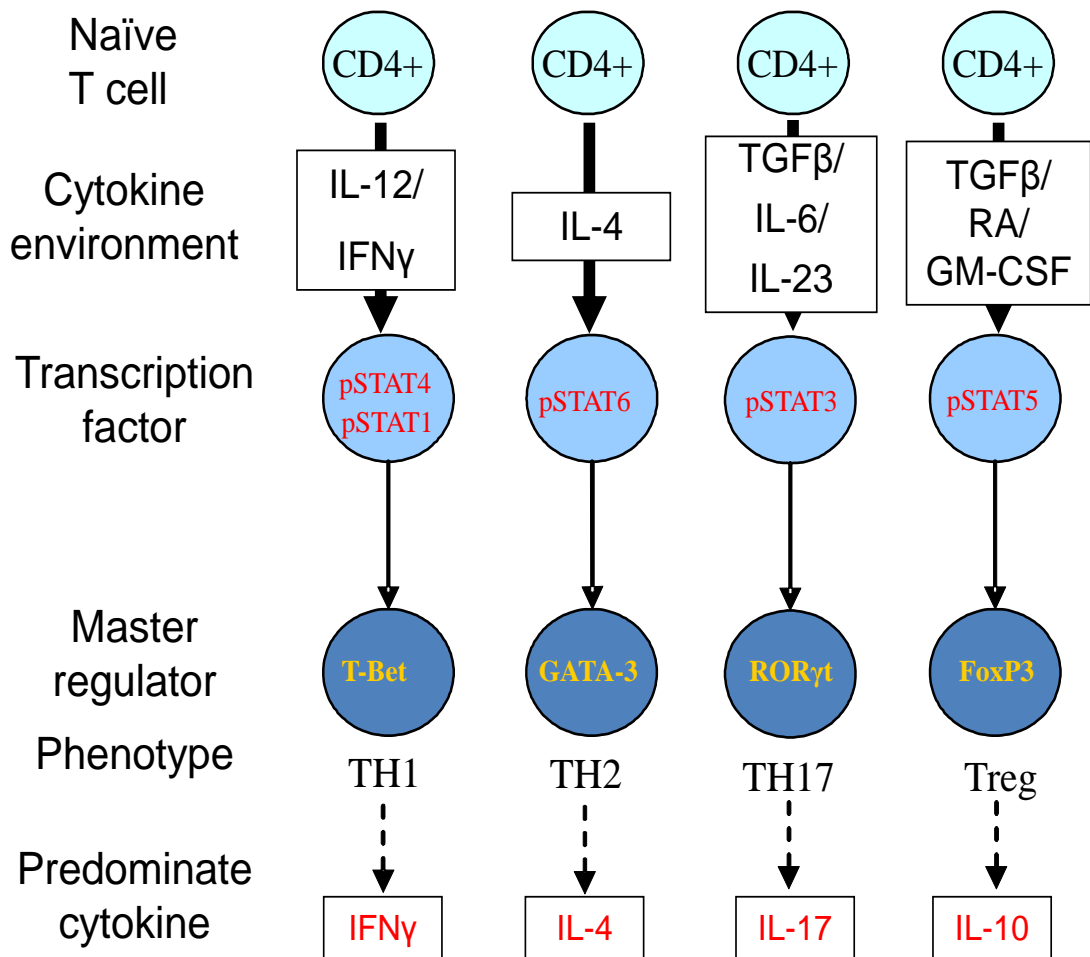 Naïve
T cell
CD4+ CD4+ CD4+ CD4+
Cytokine
environment
IL-12/
IFNγ
IL-4
TGFβ/
IL-6/
IL-23
TGFβ/
RA/
GM-CSF
Transcription
factor
pSTAT4
pSTAT1
pSTAT6
pSTAT3
pSTAT5
Master
regulator
T-Bet
GATA-3
RORγt
FoxP3
Phenotype
TH1 TH2 TH17 Treg
Predominate
cytokine
IFNγ
IL-4
IL-17
IL-10